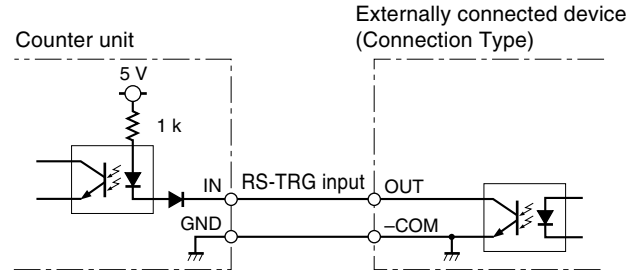 Externally connected device
Counter unit
(Connection Type)
5 V
1 k
IN
RS-TRG input
OUT
GND
–COM